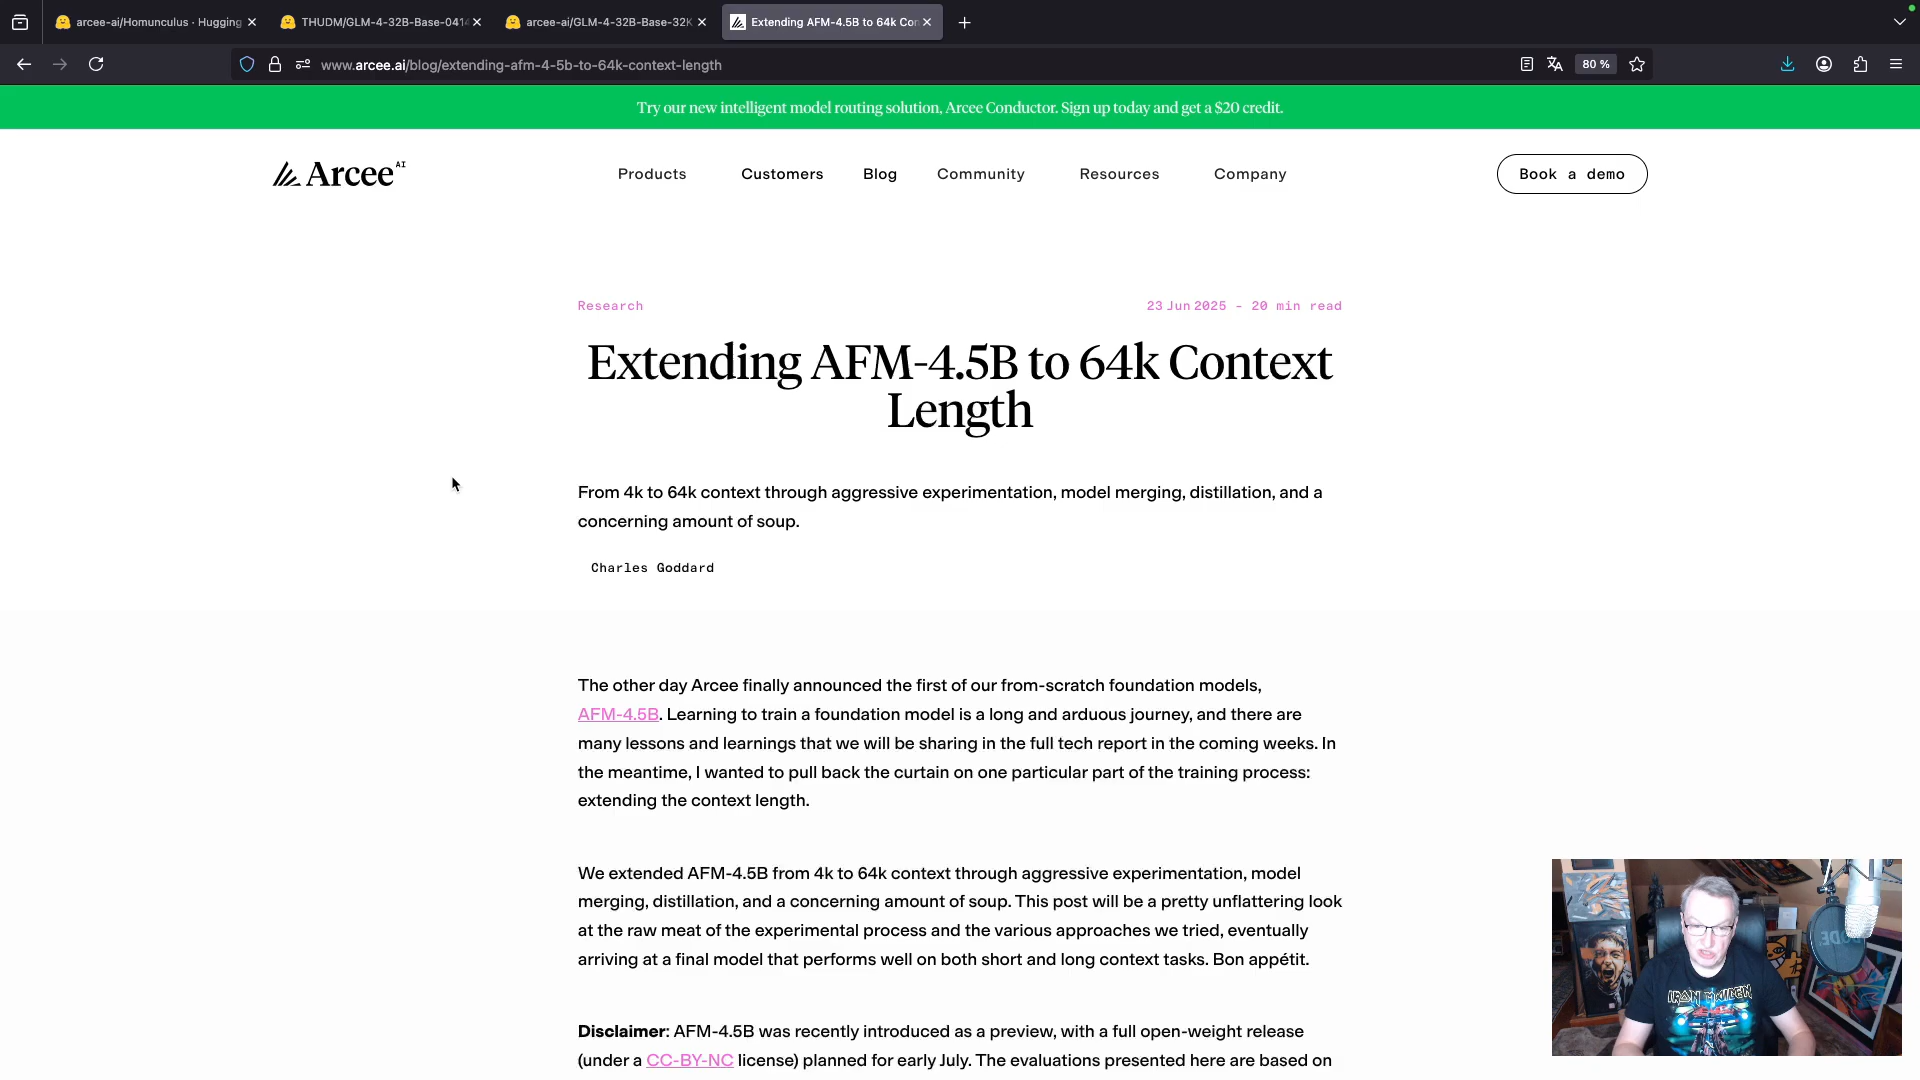 arcee-ai/Homunculus · Hugging
THUDM/GLM-4-32B-Base-0414
arcee-ai/GLM-4-32B-Base-32K
Extending AFM-4.5B to 64k Con
www.arcee.ai/blog/extending-afm-4-5b-to-64k-context-length
80 %
Try our new intelligent model routing solution, Arcee Conductor. Sign up today and get a $20 credit.
Arcee AI
Products
Customers
Blog
Community
Resources
Company
Book a demo
Research
23 Jun 2025 - 20 min read
Extending AFM-4.5B to 64k Context
Length
From 4k to 64k context through aggressive experimentation, model merging, distillation, and a
concerning amount of soup.
Charles Goddard
The other day Arcee finally announced the first of our from-scratch foundation models,
AFM-4.5B. Learning to train a foundation model is a long and arduous journey, and there are
many lessons and learnings that we will be sharing in the full tech report in the coming weeks. In
the meantime, I wanted to pull back the curtain on one particular part of the training process:
extending the context length.
We extended AFM-4.5B from 4k to 64k context through aggressive experimentation, model
merging, distillation, and a concerning amount of soup. This post will be a pretty unflattering look
at the raw meat of the experimental process and the various approaches we tried, eventually
arriving at a final model that performs well on both short and long context tasks. Bon appétit.
Disclaimer: AFM-4.5B was recently introduced as a preview, with a full open-weight release
(under a CC-BY-NC license) planned for early July. The evaluations presented here are based on
IRON MAIDEN